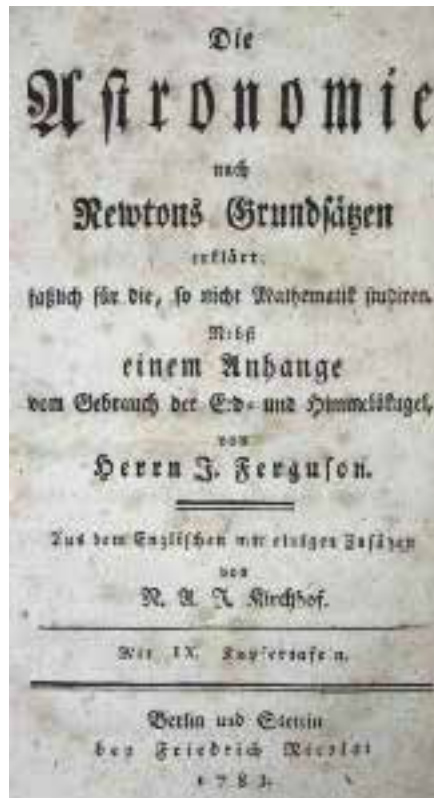 Die
Astronomie
nach
Newtons Grundsätzen
erklärt;
faßlich für die, so nicht Mathematik studiren.
Nebst
einem Anhange
vom Gebrauch der Erd- und Himmelskugel,
von
Herrn J. Ferguson.
Aus dem Englischen mit einigen Zusätzen
von
N. A. J. Kirchhof.
Mit IX. Kupfertafeln.
Berlin und Stettin
bey Friedrich Nicolai
1783.